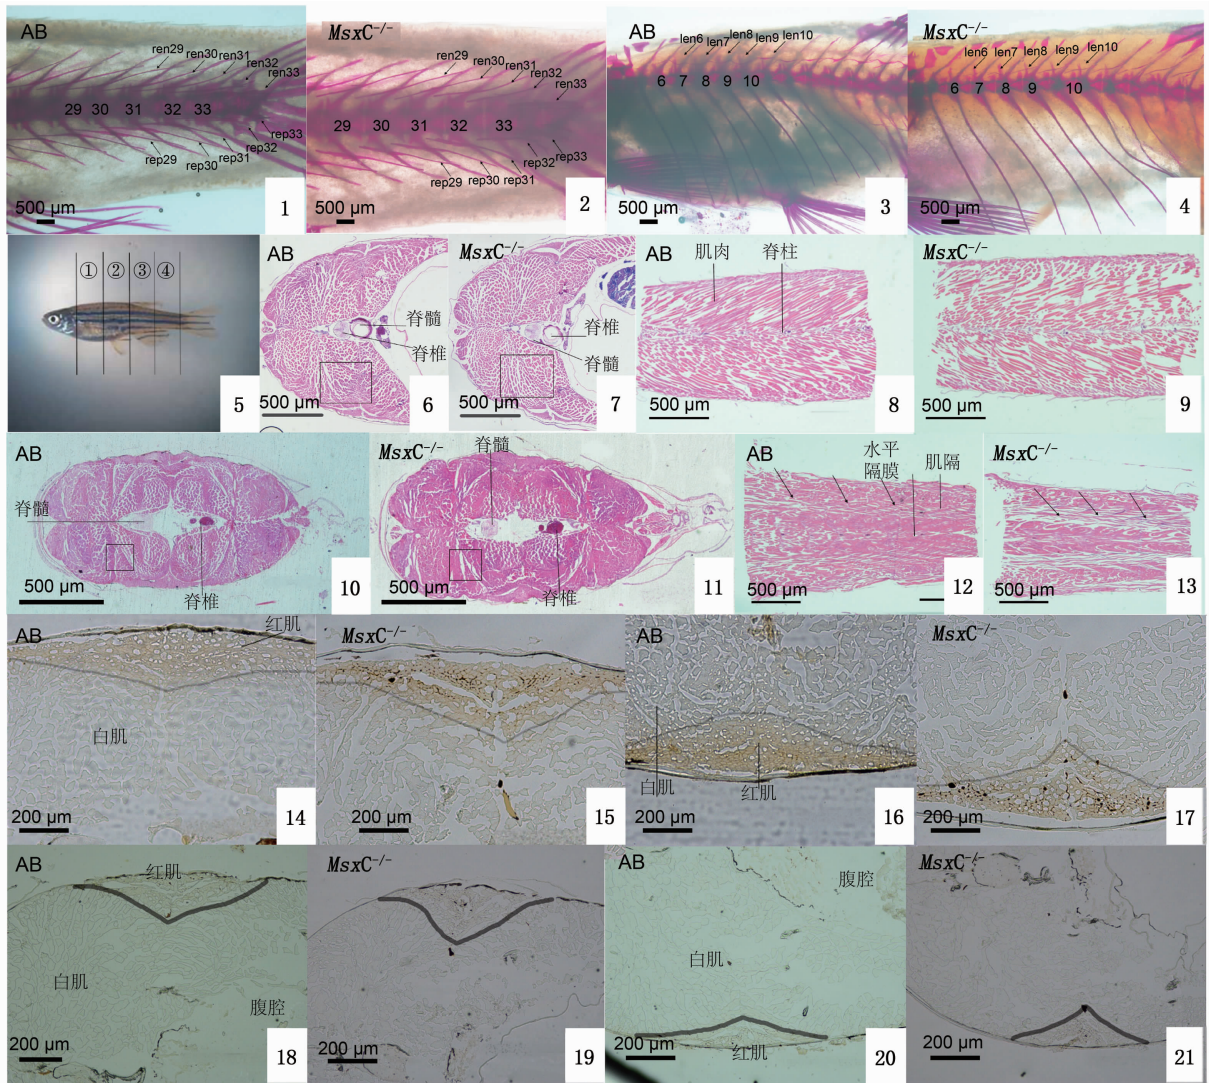 AB
ren29
ren30
ren31
ren32
ren33
29 30 31 32 33
rep33
rep32
rep31
rep30
rep29
500 μm
1
MsxC⁻/⁻
ren29
ren30
ren31
ren32
ren33
29 30 31 32 33
rep29
rep30
rep31
rep32
rep33
500 μm
2
AB
len6
len7
len8
len9
len10
6 7 8 9 10
500 μm
3
MsxC⁻/⁻
len6
len7
len8
len9
len10
6 7 8 9 10
500 μm
4
① ② ③ ④
5
AB
脊髓
脊椎
500 μm
6
MsxC⁻/⁻
脊椎
脊髓
500 μm
7
AB
肌肉
脊柱
500 μm
8
MsxC⁻/⁻
500 μm
9
AB
脊髓
脊椎
500 μm
10
MsxC⁻/⁻
脊髓
脊椎
500 μm
11
AB
水平
隔膜
肌隔
500 μm
12
MsxC⁻/⁻
500 μm
13
AB
红肌
白肌
200 μm
14
MsxC⁻/⁻
200 μm
15
AB
白肌
红肌
200 μm
16
MsxC⁻/⁻
200 μm
17
AB
红肌
白肌
腹腔
200 μm
18
MsxC⁻/⁻
200 μm
19
AB
腹腔
白肌
红肌
200 μm
20
MsxC⁻/⁻
200 μm
21